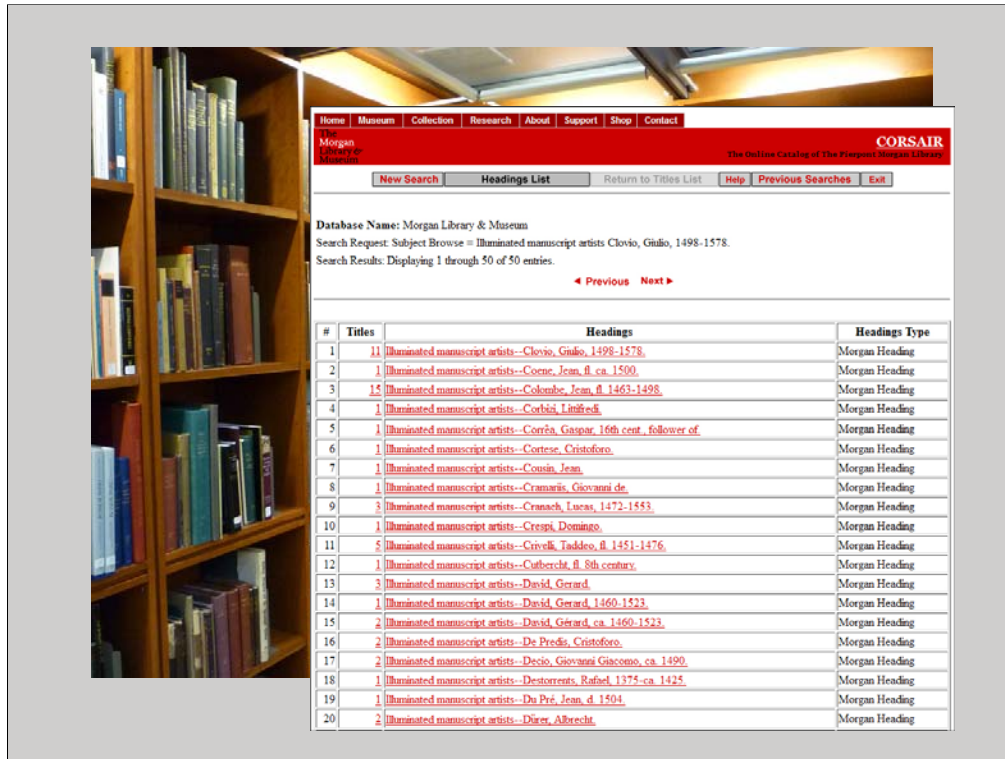 Home Museum Collection Research About Support Shop Contact
The
Morgan
Library &
Museum
CORSAIR
The Online Catalog of The Pierpont Morgan Library
New Search Headings List Return to Titles List Help Previous Searches Exit
Database Name: Morgan Library & Museum
Search Request: Subject Browse = Illuminated manuscript artists Clovio, Giulio, 1498-1578.
Search Results: Displaying 1 through 50 of 50 entries.
◄ Previous Next ►
# Titles Headings Headings Type
1 11 Illuminated manuscript artists--Clovio, Giulio, 1498-1578. Morgan Heading
2 1 Illuminated manuscript artists--Coene, Jean, fl. ca. 1500. Morgan Heading
3 15 Illuminated manuscript artists--Colombe, Jean, fl. 1463-1498. Morgan Heading
4 1 Illuminated manuscript artists--Corbizi, Littifredi. Morgan Heading
5 1 Illuminated manuscript artists--Corrêa, Gaspar, 16th cent., follower of. Morgan Heading
6 1 Illuminated manuscript artists--Cortese, Cristoforo. Morgan Heading
7 1 Illuminated manuscript artists--Cousin, Jean. Morgan Heading
8 1 Illuminated manuscript artists--Cramariis, Giovanni de. Morgan Heading
9 3 Illuminated manuscript artists--Cranach, Lucas, 1472-1553. Morgan Heading
10 1 Illuminated manuscript artists--Crespi, Domingo. Morgan Heading
11 5 Illuminated manuscript artists--Crivelli, Taddeo, fl. 1451-1476. Morgan Heading
12 1 Illuminated manuscript artists--Cutbercht, fl. 8th century. Morgan Heading
13 3 Illuminated manuscript artists--David, Gerard. Morgan Heading
14 1 Illuminated manuscript artists--David, Gerard, 1460-1523. Morgan Heading
15 2 Illuminated manuscript artists--David, Gérard, ca. 1460-1523. Morgan Heading
16 2 Illuminated manuscript artists--De Predis, Cristoforo. Morgan Heading
17 2 Illuminated manuscript artists--Decio, Giovanni Giacomo, ca. 1490. Morgan Heading
18 1 Illuminated manuscript artists--Destorrents, Rafael, 1375-ca. 1425. Morgan Heading
19 1 Illuminated manuscript artists--Du Pré, Jean, d. 1504. Morgan Heading
20 2 Illuminated manuscript artists--Dürer, Albrecht. Morgan Heading